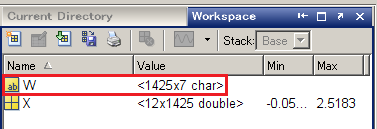 Current Directory Workspace
Stack: Base
Name Value Min Max
W <1425x7 char>
X <12x1425 double> -0.05... 2.5183